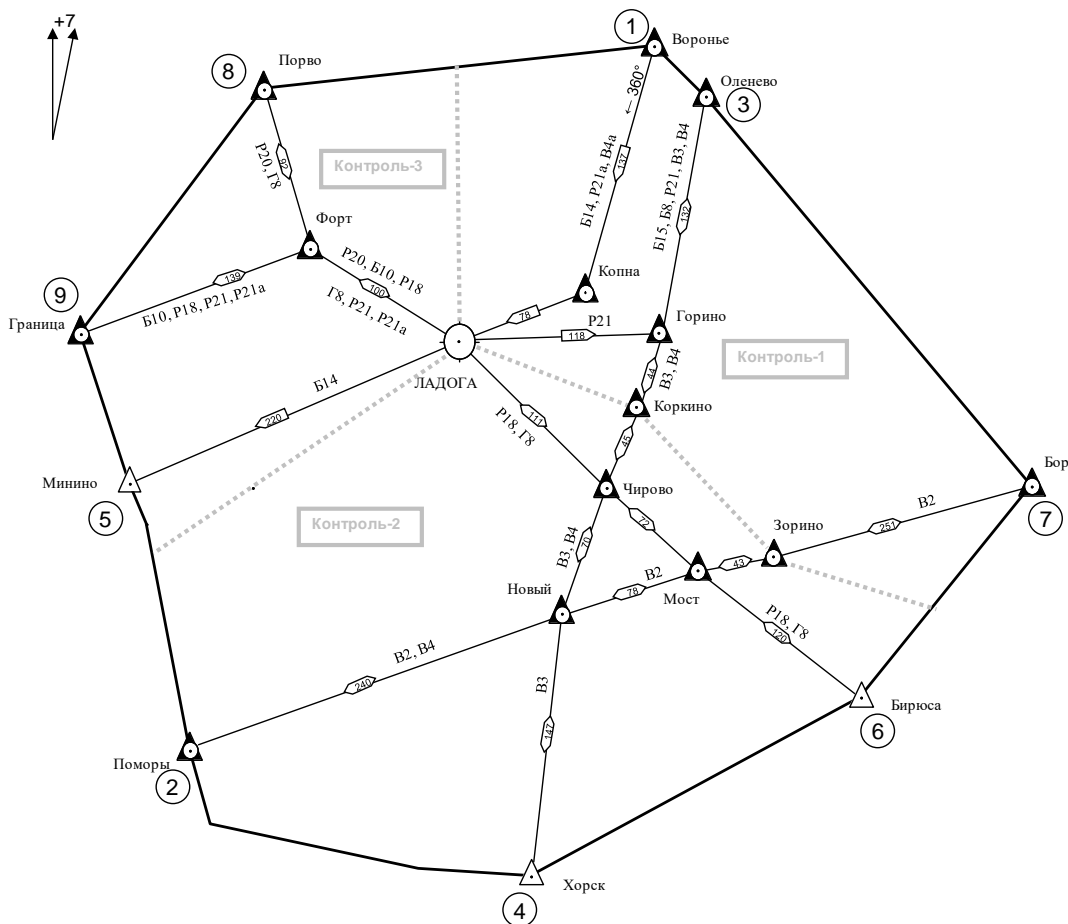 +7
1
Воронье
8
Порво
Оленево
3
← 360°
137
Б14, Р21а, В4а
Б15, Б8, Р21, В3, В4
132
Контроль-3
92
Р20, Г8
Форт
Р20, Б10, Р18
100
Г8, Р21, Р21а
139
Б10, Р18, Р21, Р21а
Копна
78
9
Граница
Р21
118
Горино
ЛАДОГА
Контроль-1
44
В3, В4
Б14
220
Коркино
Р18, Г8
111
45
Минино
5
Чирово
Бор
7
В2
251
Контроль-2
72
Зорино
В3, В4
70
43
Новый
В2
78
Мост
Р18, Г8
120
В2, В4
240
В3
147
Бирюса
6
Поморы
2
Хорск
4